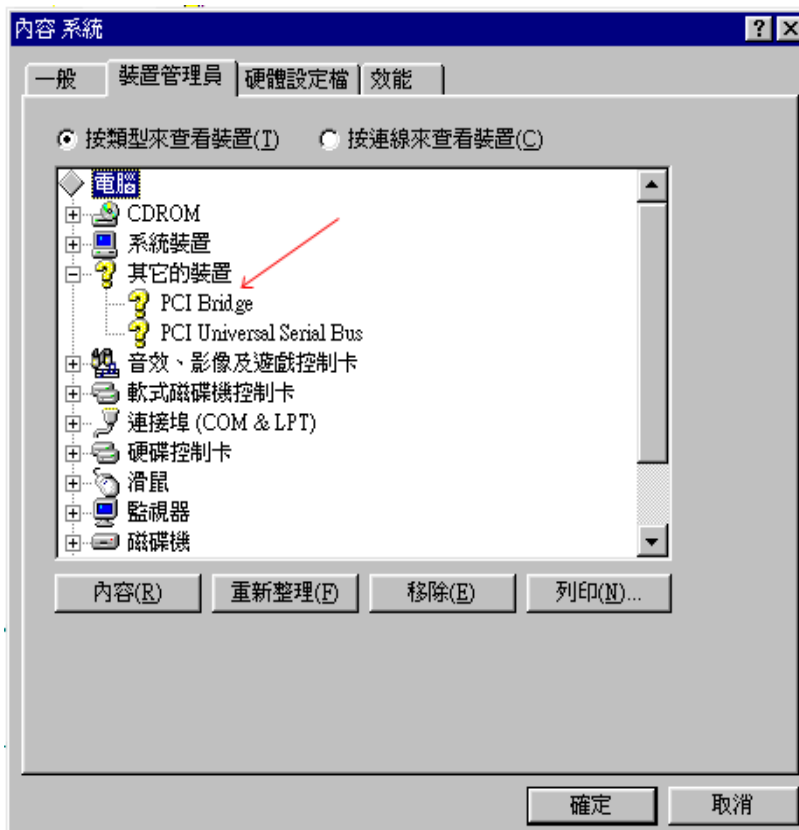 內容 系統
一般 裝置管理員 硬體設定檔 效能
按類型來查看裝置(T) 按連線來查看裝置(C)
電腦
CDROM
系統裝置
其它的裝置
PCI Bridge
PCI Universal Serial Bus
音效、影像及遊戲控制卡
軟式磁碟機控制卡
連接埠 (COM & LPT)
硬碟控制卡
滑鼠
監視器
磁碟機
內容(R) 重新整理(F) 移除(E) 列印(N)...
確定 取消